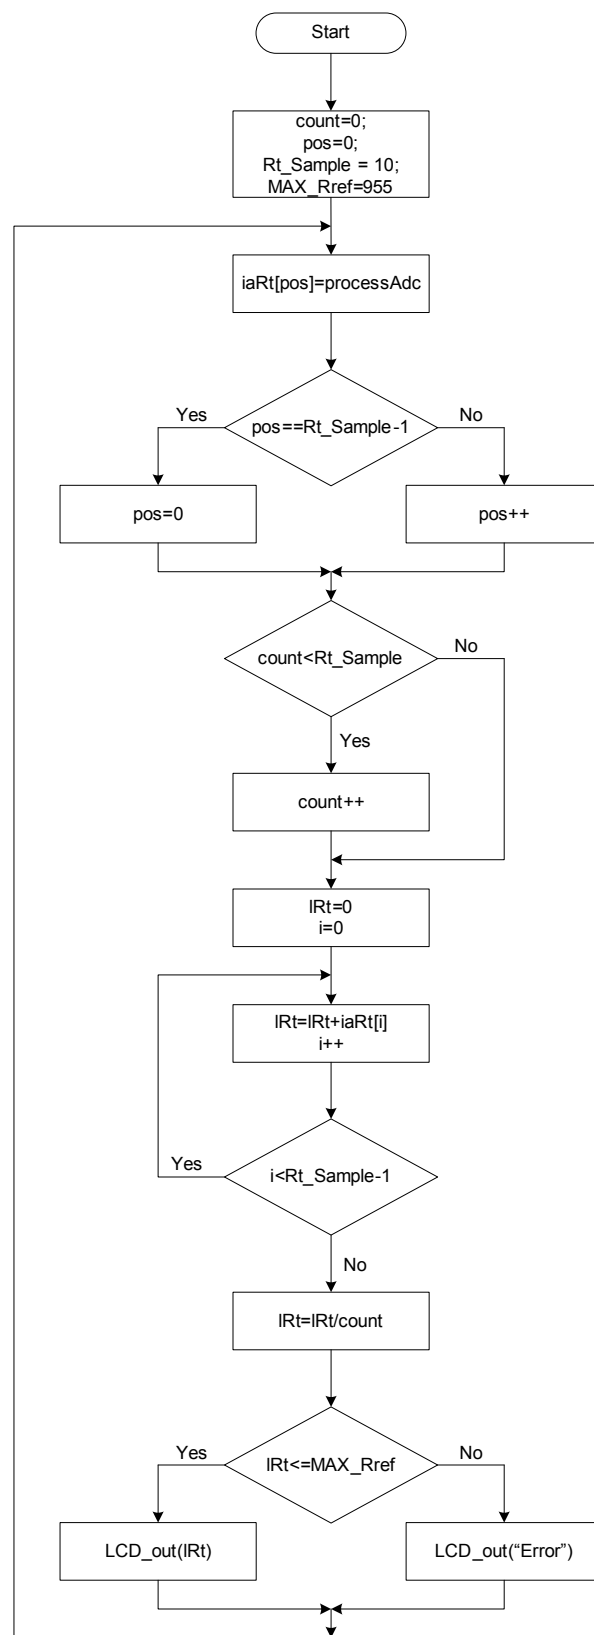 Start
count=0;
pos=0;
Rt_Sample = 10;
MAX_Rref=955
iaRt[pos]=processAdc
Yes
No
pos==Rt_Sample-1
pos=0
pos++
count<Rt_Sample
No
Yes
count++
lRt=0
i=0
lRt=lRt+iaRt[i]
i++
Yes
i<Rt_Sample-1
No
lRt=lRt/count
Yes
No
lRt<=MAX_Rref
LCD_out(lRt)
LCD_out(“Error”)